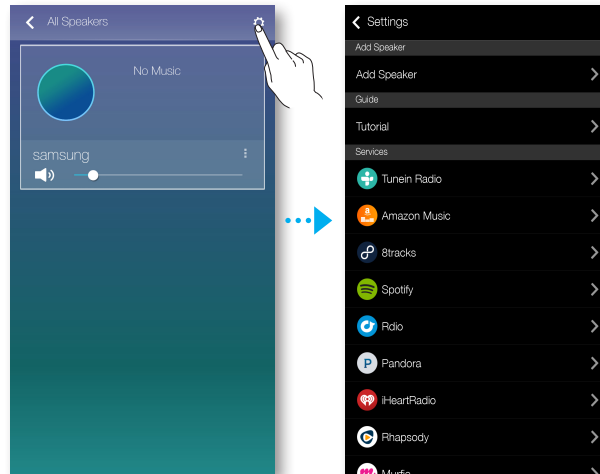 All Speakers
No Music
samsung
Settings
Add Speaker
Add Speaker
Guide
Tutorial
Services
Tunein Radio
a Amazon Music
8tracks
Spotify
Rdio
P Pandora
iHeartRadio
Rhapsody
Murfie